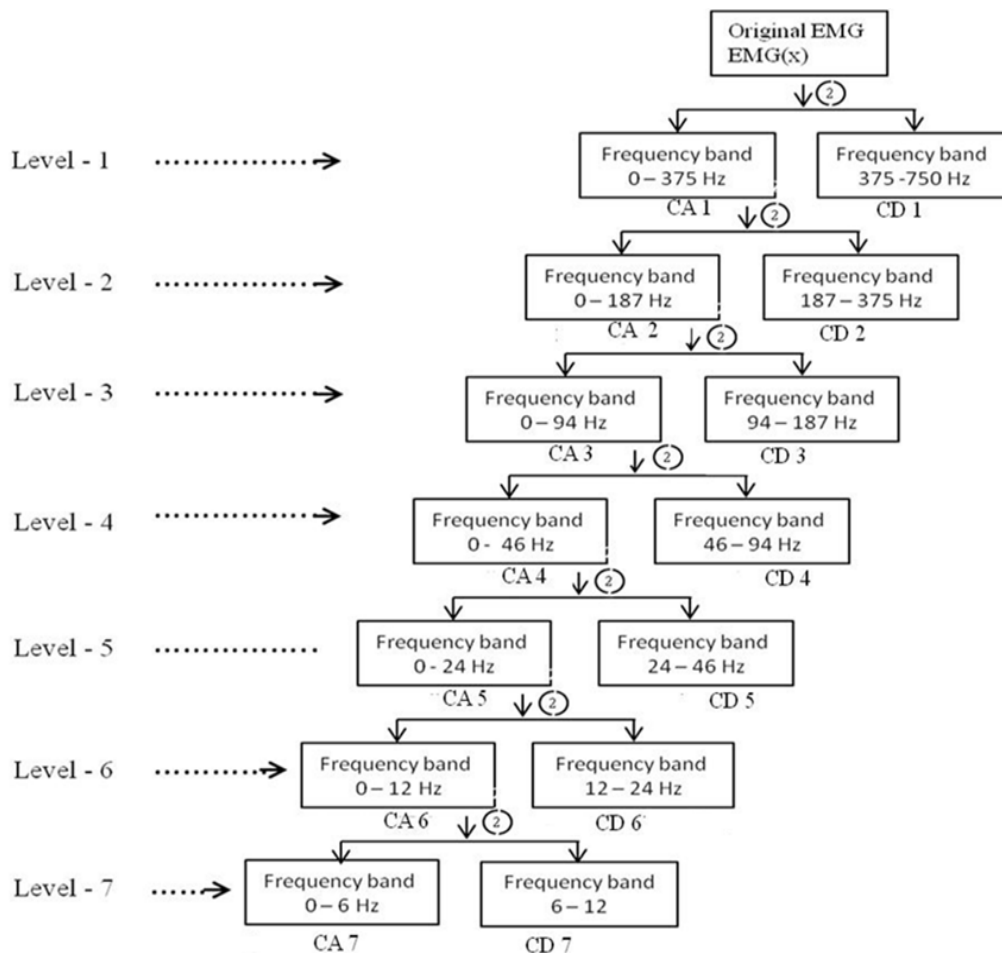 Original EMG
EMG(x)
2
Level - 1
Frequency band
0 – 375 Hz
CA 1
Frequency band
375 -750 Hz
CD 1
2
Level - 2
Frequency band
0 – 187 Hz
CA 2
Frequency band
187 – 375 Hz
CD 2
2
Level - 3
Frequency band
0 – 94 Hz
CA 3
Frequency band
94 – 187 Hz
CD 3
2
Level - 4
Frequency band
0 - 46 Hz
CA 4
Frequency band
46 – 94 Hz
CD 4
2
Level - 5
Frequency band
0 - 24 Hz
CA 5
Frequency band
24 – 46 Hz
CD 5
2
Level - 6
Frequency band
0 – 12 Hz
CA 6
Frequency band
12 – 24 Hz
CD 6
2
Level - 7
Frequency band
0 – 6 Hz
CA 7
Frequency band
6 – 12
CD 7